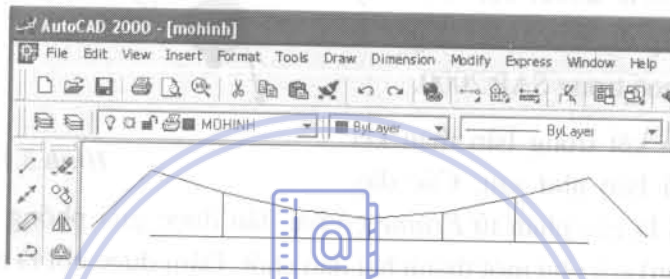 AutoCAD 2000 - [mohinh]
File Edit View Insert Format Tools Draw Dimension Modify Express Window Help
MOHINH ByLayer ByLayer
@